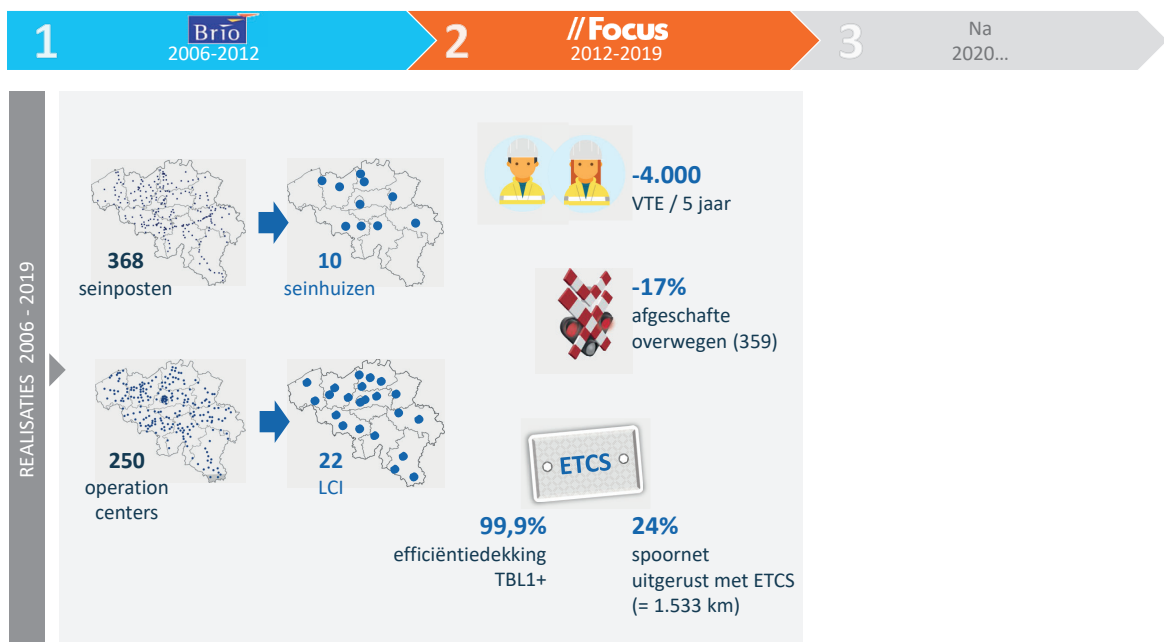 1
Brio
2006-2012
2
//Focus
2012-2019
3
Na
2020...
REALISATIES 2006 - 2019
368
seinposten
10
seinhuizen
250
operation
centers
22
LCI
-4.000
VTE / 5 jaar
-17%
afgeschafte
overwegen (359)
ETCS
99,9%
efficiëntiedekking
TBL1+
24%
spoornet
uitgerust met ETCS
(= 1.533 km)